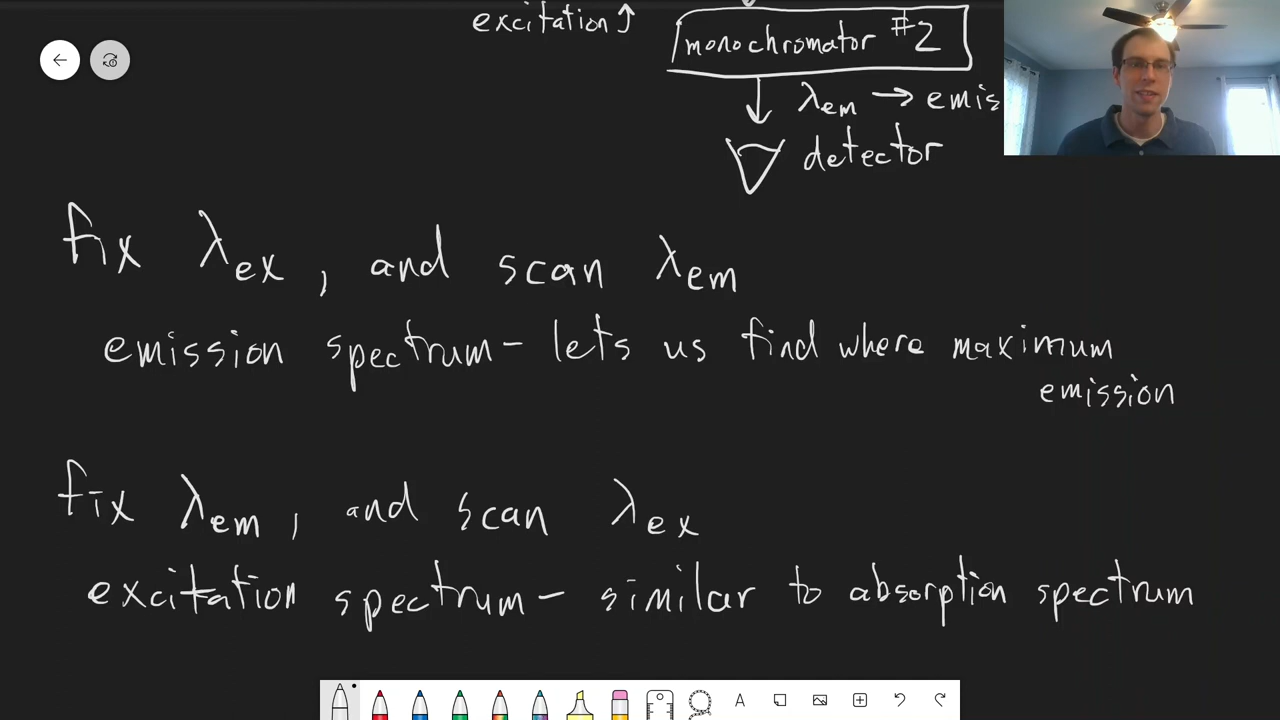 excitation
monochromator #2
λem → emis
detector
fix λex, and scan λem
emission spectrum - lets us find where maximum
emission
fix λem, and scan λex
excitation spectrum - similar to absorption spectrum
A